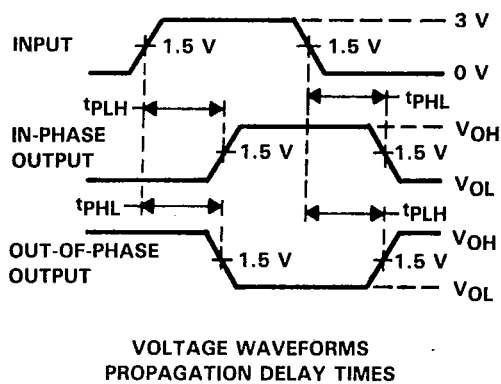 3 V
INPUT 1.5 V 1.5 V
0 V
tPLH tPHL
IN-PHASE OUTPUT 1.5 V 1.5 V
VOH
VOL
tPHL tPLH
OUT-OF-PHASE OUTPUT 1.5 V 1.5 V
VOH
VOL
VOLTAGE WAVEFORMS
PROPAGATION DELAY TIMES